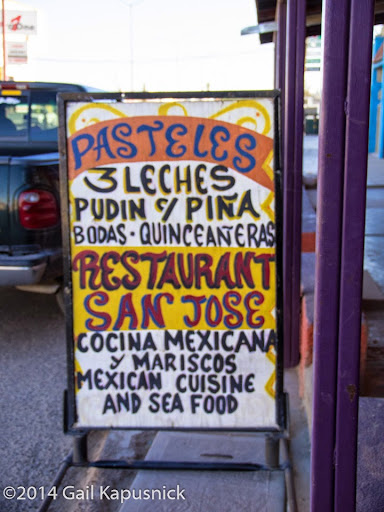 PASTELES
3 LECHES
PUDIN Y PIÑA
BODAS · QUINCEAÑERAS
RESTAURANT
SAN JOSE
COCINA MEXICANA
Y MARISCOS
MEXICAN CUISINE
AND SEA FOOD
©2014 Gail Kapusnick